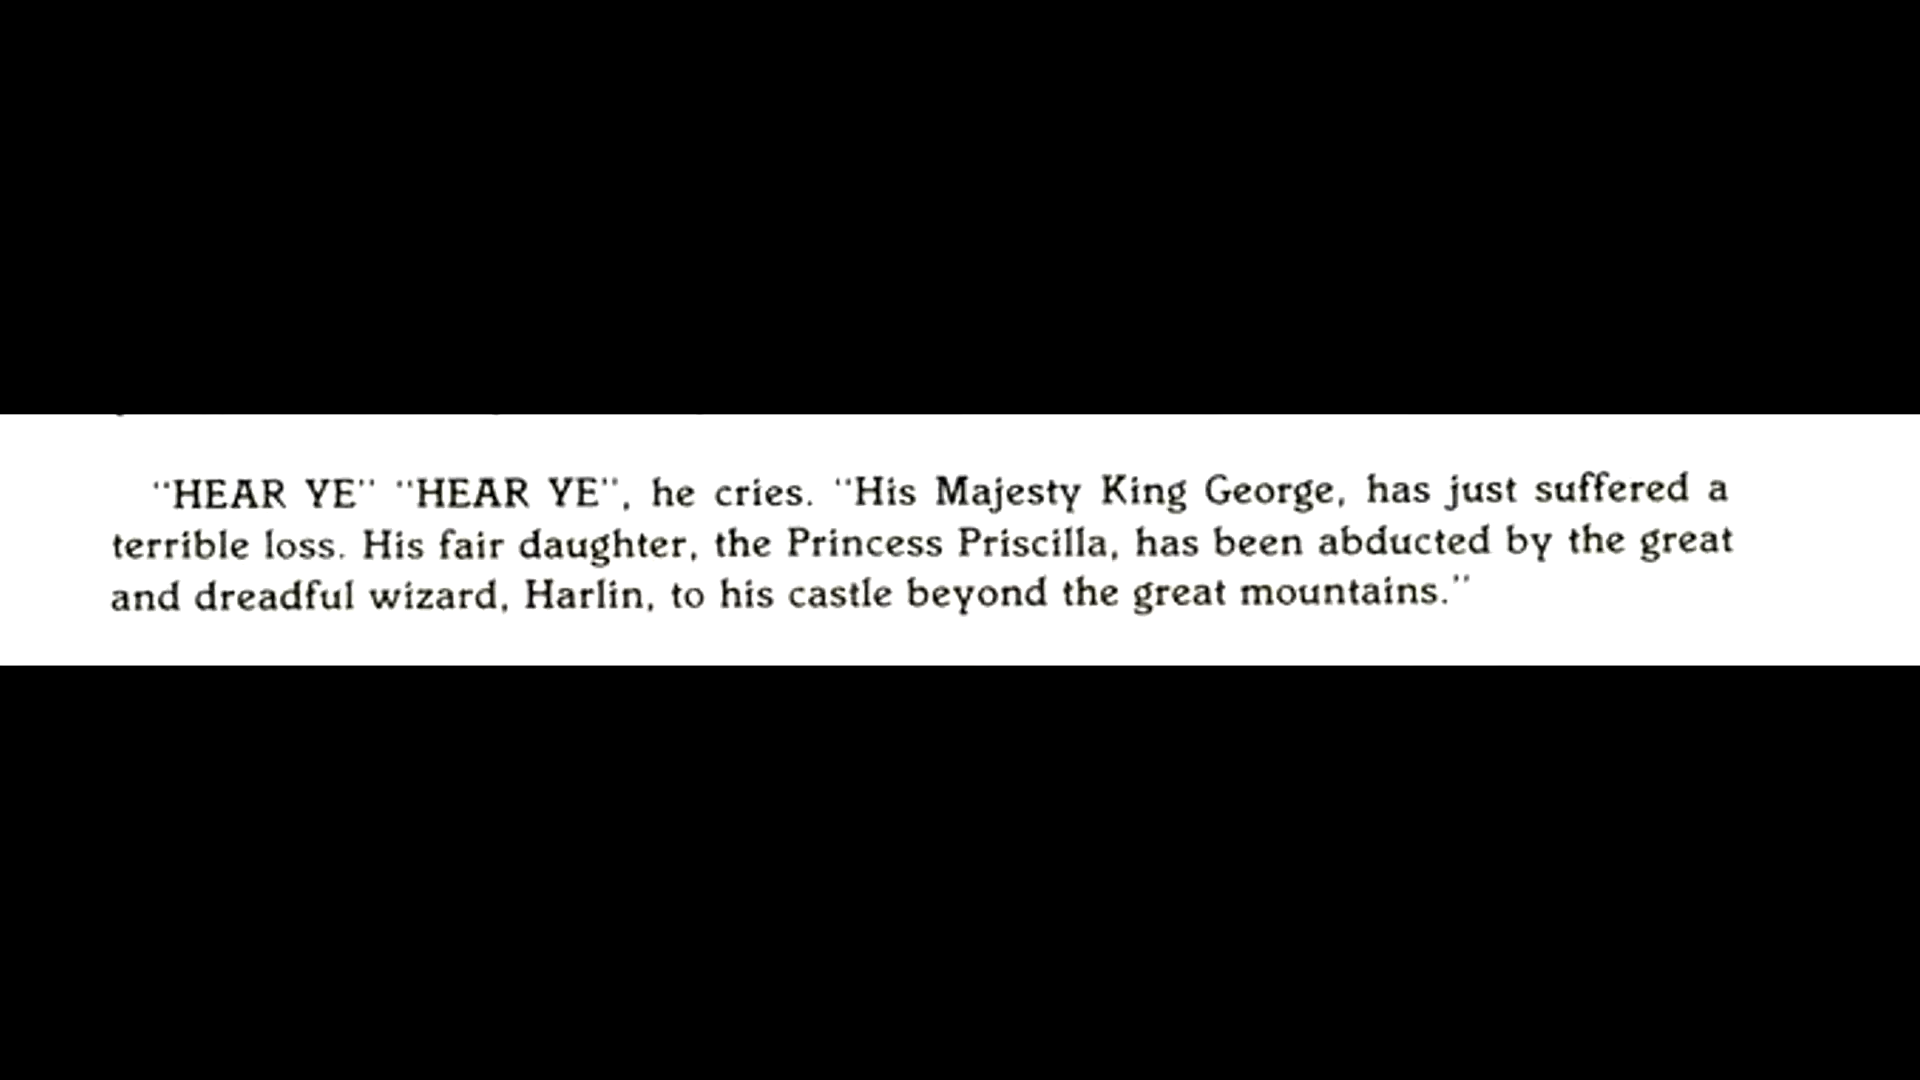 "HEAR YE" "HEAR YE", he cries. "His Majesty King George, has just suffered a
terrible loss. His fair daughter, the Princess Priscilla, has been abducted by the great
and dreadful wizard, Harlin, to his castle beyond the great mountains."